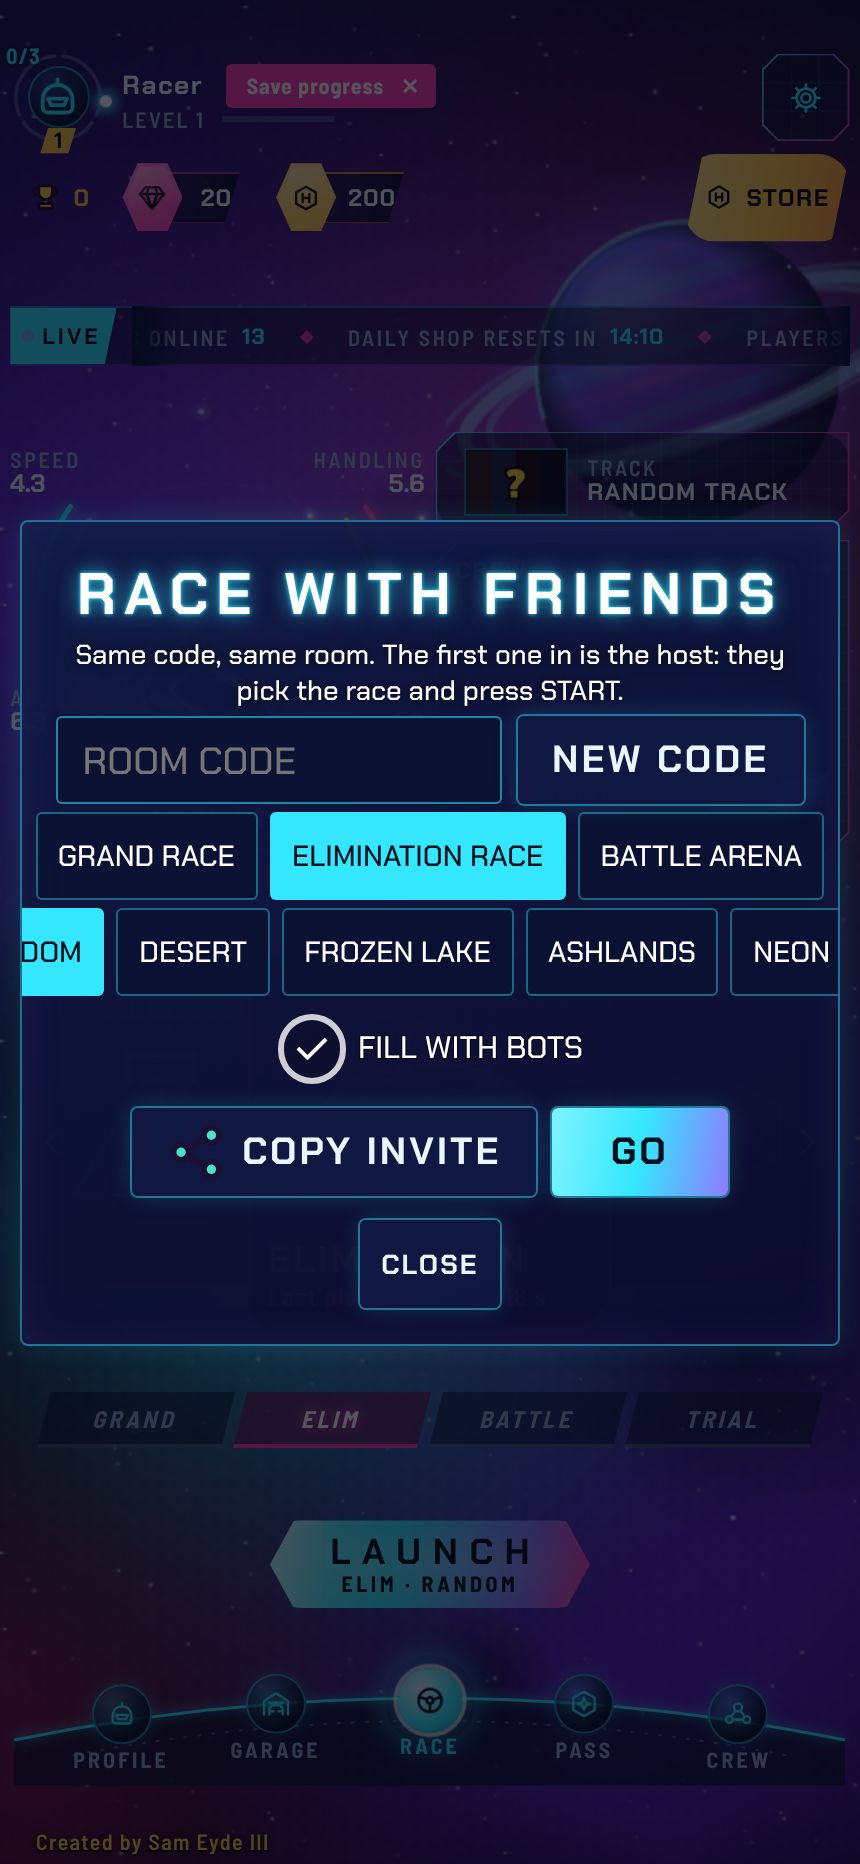 0/3
Racer
Save progress ✕
LEVEL 1
1
0
20
200
STORE
LIVE
ONLINE 13 ◆ DAILY SHOP RESETS IN 14:10 ◆ PLAYERS
SPEED
4.3
HANDLING
5.6
?
TRACK
RANDOM TRACK
RACE WITH FRIENDS
Same code, same room. The first one in is the host: they
pick the race and press START.
ROOM CODE
NEW CODE
GRAND RACE
ELIMINATION RACE
BATTLE ARENA
DOM
DESERT
FROZEN LAKE
ASHLANDS
NEON
FILL WITH BOTS
COPY INVITE
GO
CLOSE
GRAND
ELIM
BATTLE
TRIAL
LAUNCH
ELIM · RANDOM
PROFILE
GARAGE
RACE
PASS
CREW
Created by Sam Eyde III